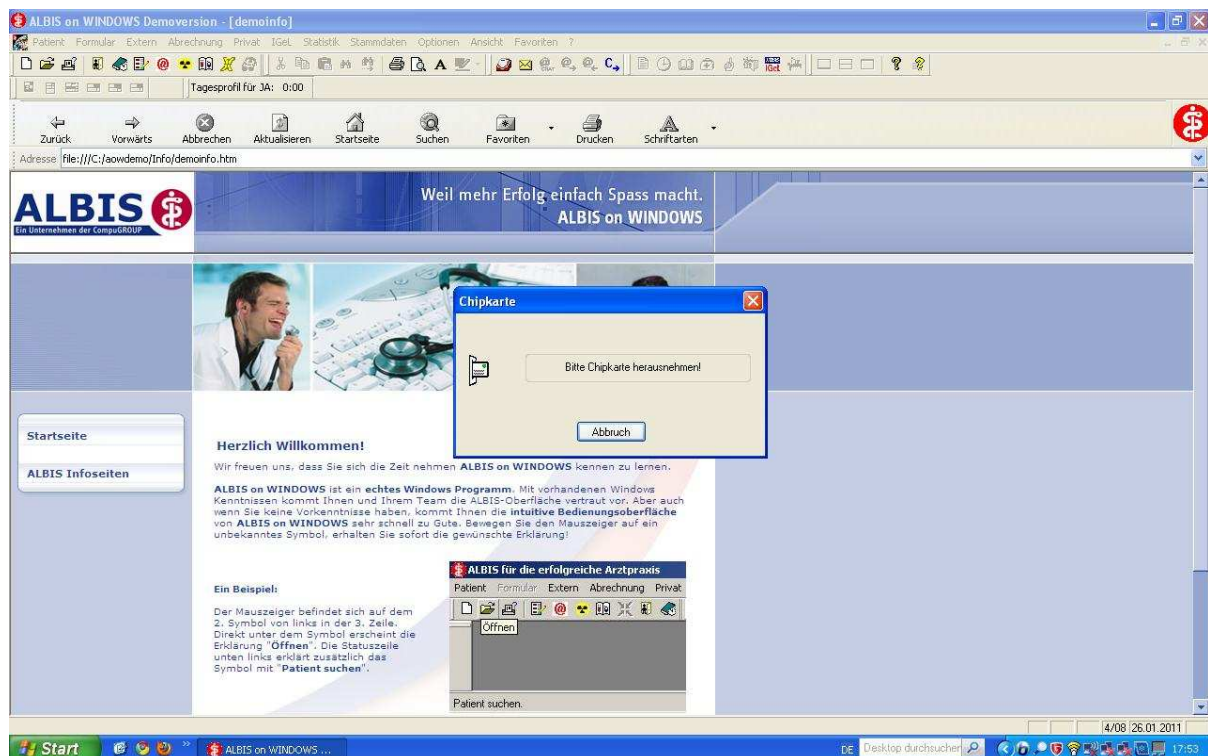 ALBIS on WINDOWS Demoversion - [demoinfo]
Patient Formular Extern Abrechnung Privat IGeL Statistik Stammdaten Optionen Ansicht Favoriten ?
Tagesprofil für JA: 0:00
Zurück Vorwärts Abbrechen Aktualisieren Startseite Suchen Favoriten Drucken Schriftarten
Adresse file:///C:/aowdemo/Info/demoinfo.htm
ALBIS
Ein Unternehmen der CompuGROUP
Weil mehr Erfolg einfach Spass macht.
ALBIS on WINDOWS
Chipkarte
Bitte Chipkarte herausnehmen!
Abbruch
Startseite
ALBIS Infoseiten
Herzlich Willkommen!
Wir freuen uns, dass Sie sich die Zeit nehmen ALBIS on WINDOWS kennen zu lernen.
ALBIS on WINDOWS ist ein echtes Windows Programm. Mit vorhandenen Windows
Kenntnissen kommt Ihnen und Ihrem Team die ALBIS-Oberfläche vertraut vor. Aber auch
wenn Sie keine Vorkenntnisse haben, kommt Ihnen die intuitive Bedienungsoberfläche
von ALBIS on WINDOWS sehr schnell zu Gute. Bewegen Sie den Mauszeiger auf ein
unbekanntes Symbol, erhalten Sie sofort die gewünschte Erklärung!
Ein Beispiel:
Der Mauszeiger befindet sich auf dem
2. Symbol von links in der 3. Zeile.
Direkt unter dem Symbol erscheint die
Erklärung "Öffnen". Die Statuszeile
unten links erklärt zusätzlich das
Symbol mit "Patient suchen".
ALBIS für die erfolgreiche Arztpraxis
Patient Formular Extern Abrechnung Privat
Öffnen
Patient suchen.
4/08 26.01.2011
Start
ALBIS on WINDOWS ...
DE
Desktop durchsuchen
17:53